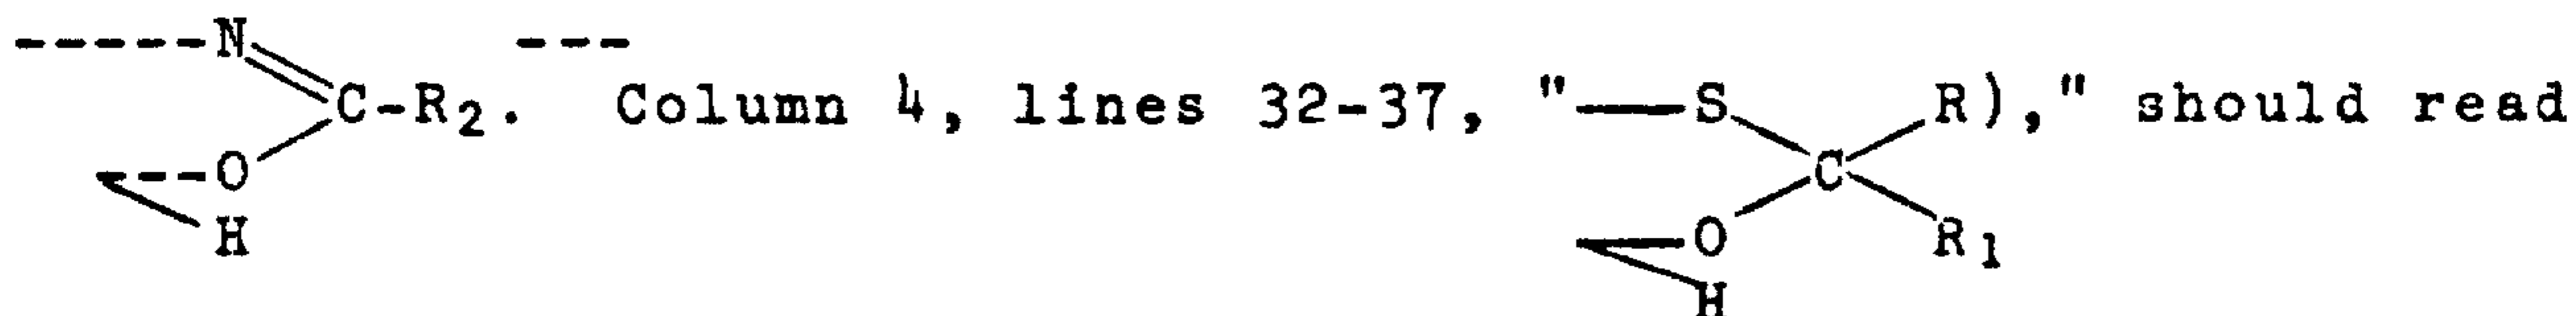 -----N ---
C-R2. Column 4, lines 32-37, "—S R)," should read
---O C
H O R1
H